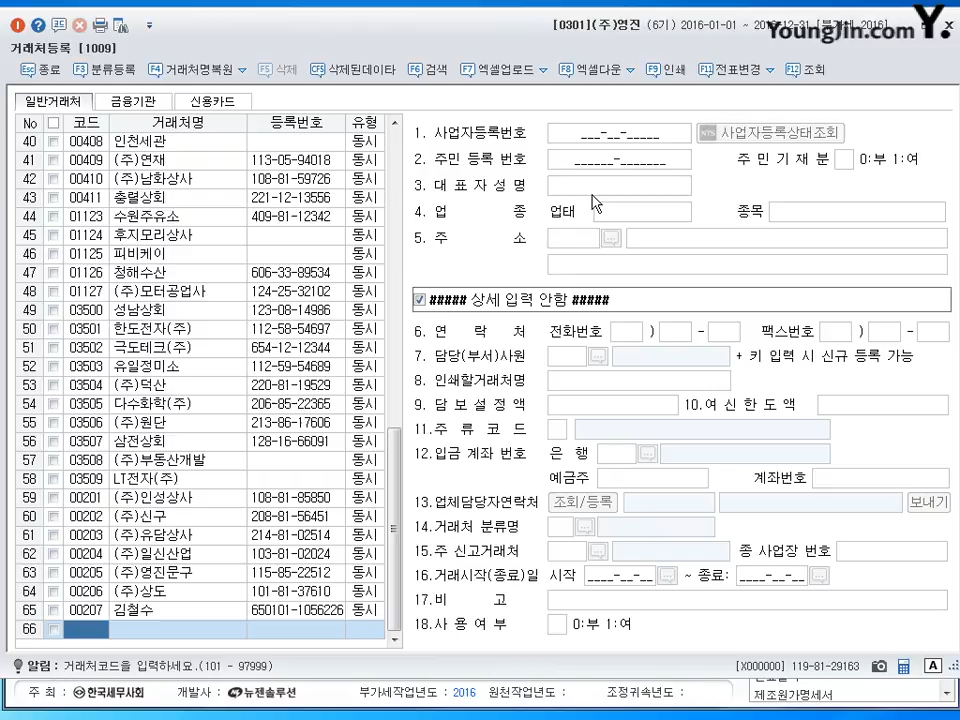 [0301](주)영진 (6기) 2016-01-01 ~ 2016-12-31
YoungJin.com Y.
거래처등록 [1009]
Esc 종료 F3 분류등록 F4 거래처명복원 F5 삭제 CF5 삭제된데이타 F6 검색 F7 엑셀업로드 F8 엑셀다운 F9 인쇄 F11 전표변경 F12 조회
일반거래처 금융기관 신용카드
No 코드 거래처명 등록번호 유형
40 00408 인천세관 동시
41 00409 (주)연재 113-05-94018 동시
42 00410 (주)남화상사 108-81-59726 동시
43 00411 충렬상회 221-12-13556 동시
44 01123 수원주유소 409-81-12342 동시
45 01124 후지모리상사 동시
46 01125 피비케이 동시
47 01126 청해수산 606-33-89534 동시
48 01127 (주)모터공업사 124-25-32102 동시
49 03500 성남상회 123-08-14986 동시
50 03501 한도전자(주) 112-58-54697 동시
51 03502 극도테크(주) 654-12-12344 동시
52 03503 유일정미소 112-59-54689 동시
53 03504 (주)덕산 220-81-19529 동시
54 03505 다수화학(주) 206-85-22365 동시
55 03506 (주)원단 213-86-17606 동시
56 03507 삼전상회 128-16-66091 동시
57 03508 (주)부동산개발 동시
58 03509 LT전자(주) 동시
59 00201 (주)인성상사 108-81-85850 동시
60 00202 (주)신구 208-81-56451 동시
61 00203 (주)유담상사 214-81-02514 동시
62 00204 (주)일신산업 103-81-02024 동시
63 00205 (주)영진문구 115-85-22512 동시
64 00206 (주)상도 101-81-37610 동시
65 00207 김철수 650101-1056226 동시
66
1. 사업자등록번호 ___-__-_____ NTS 사업자등록상태조회
2. 주민 등록 번호 ______-_______ 주 민 기 재 분 0:부 1:여
3. 대 표 자 성 명
4. 업 종 업태 종목
5. 주 소
##### 상세 입력 안함 #####
6. 연 락 처 전화번호 ) - 팩스번호 ) -
7. 담당(부서)사원 + 키 입력 시 신규 등록 가능
8. 인쇄할거래처명
9. 담 보 설 정 액 10.여 신 한 도 액
11.주 류 코 드
12.입금 계좌 번호 은 행
예금주 계좌번호
13.업체담당자연락처 조회/등록 보내기
14.거래처 분류명
15.주 신고거래처 종 사업장 번호
16.거래시작(종료)일 시작 ____-__-__ ~ 종료: ____-__-__
17.비 고
18.사 용 여 부 0:부 1:여
알림 : 거래처코드을 입력하세요.(101 - 97999) [X000000] 119-81-29163 A
주 최 : 한국세무사회 개발사 : 뉴젠솔루션 부가세작업년도 : 2016 원천작업년도 : 조정귀속년도 :
제조원가명세서